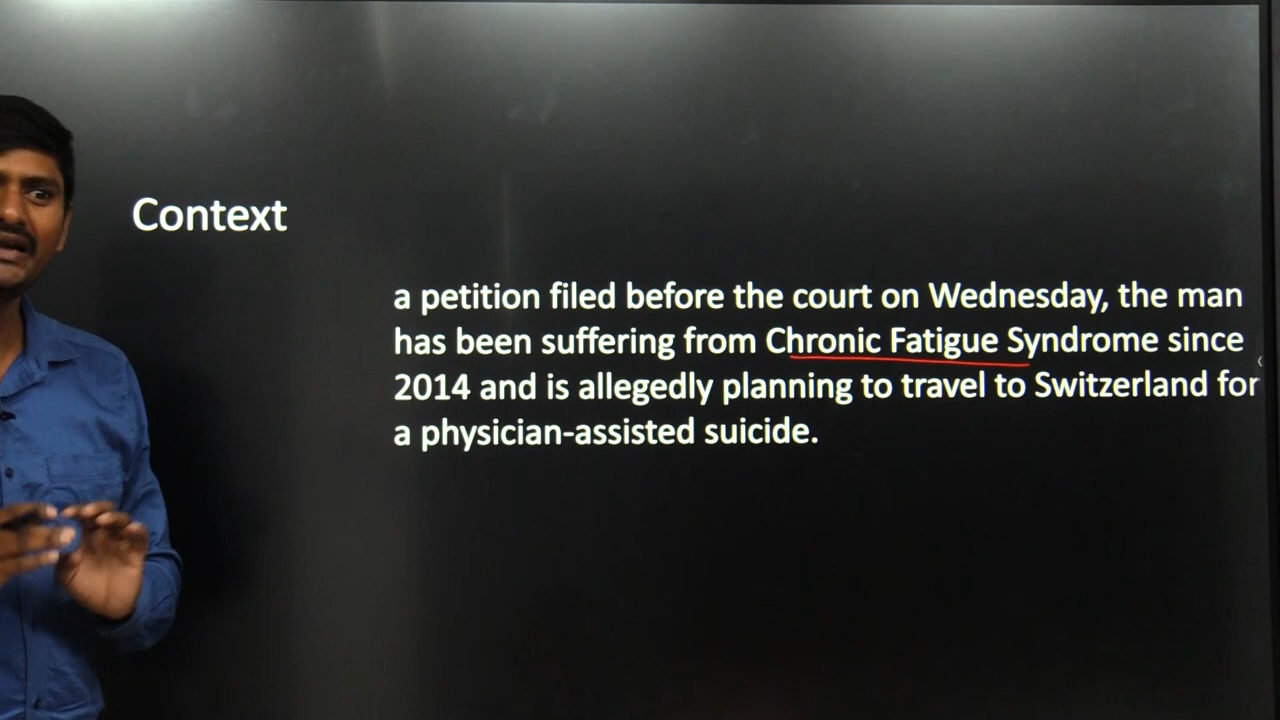 Context
a petition filed before the court on Wednesday, the man
has been suffering from Chronic Fatigue Syndrome since
2014 and is allegedly planning to travel to Switzerland for
a physician-assisted suicide.